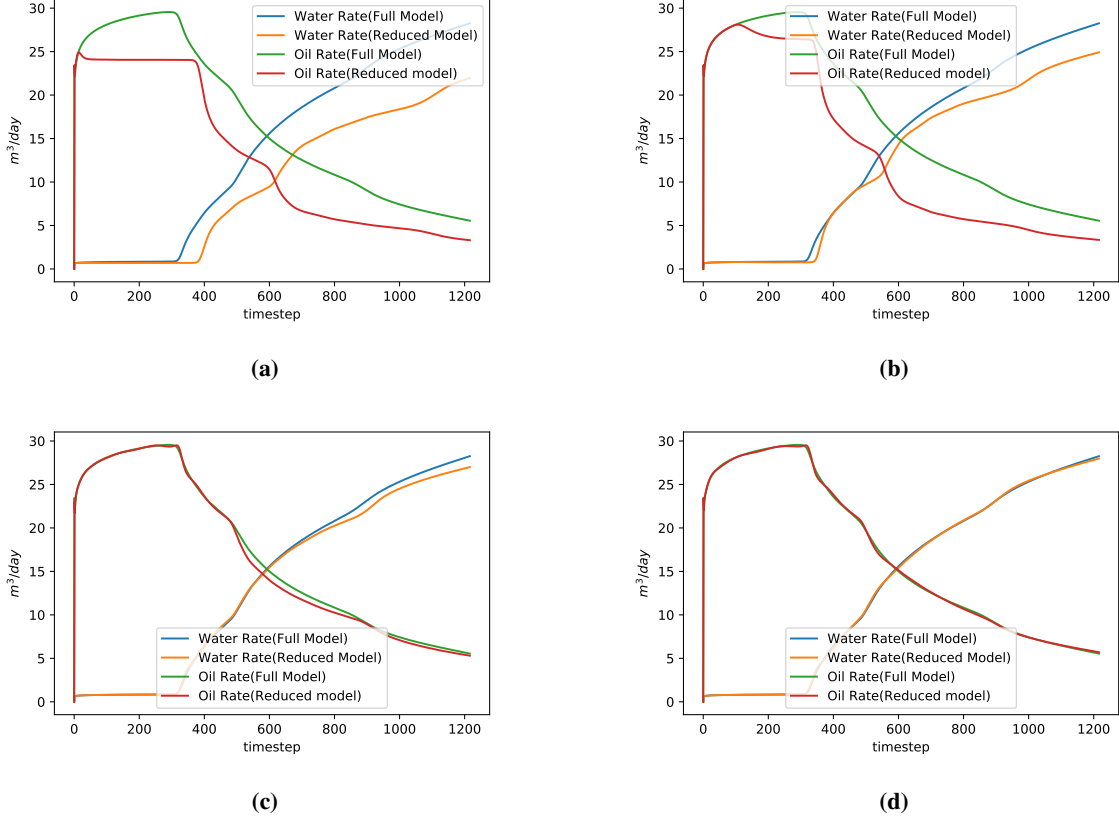 Water Rate(Full Model)
Water Rate(Reduced Model)
Oil Rate(Full Model)
Oil Rate(Reduced model)
25
20
15
10
5
0
m³/day
0 200 400 600 800 1000 1200
timestep
(a)
Water Rate(Full Model)
Water Rate(Reduced Model)
Oil Rate(Full Model)
Oil Rate(Reduced model)
30
25
20
15
10
5
0
m³/day
0 200 400 600 800 1000 1200
timestep
(b)
30
25
20
15
10
5
0
m³/day
Water Rate(Full Model)
Water Rate(Reduced Model)
Oil Rate(Full Model)
Oil Rate(Reduced model)
0 200 400 600 800 1000 1200
timestep
(c)
30
25
20
15
10
5
0
m³/day
Water Rate(Full Model)
Water Rate(Reduced Model)
Oil Rate(Full Model)
Oil Rate(Reduced model)
0 200 400 600 800 1000 1200
timestep
(d)